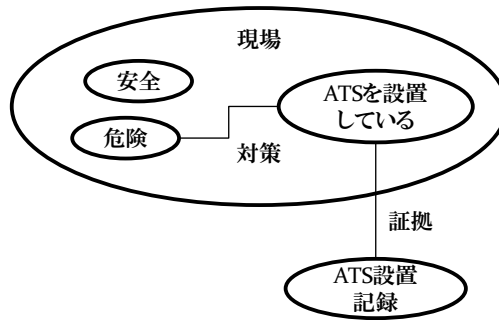 現場
安全
ATSを設置
している
危険
対策
証拠
ATS設置
記録